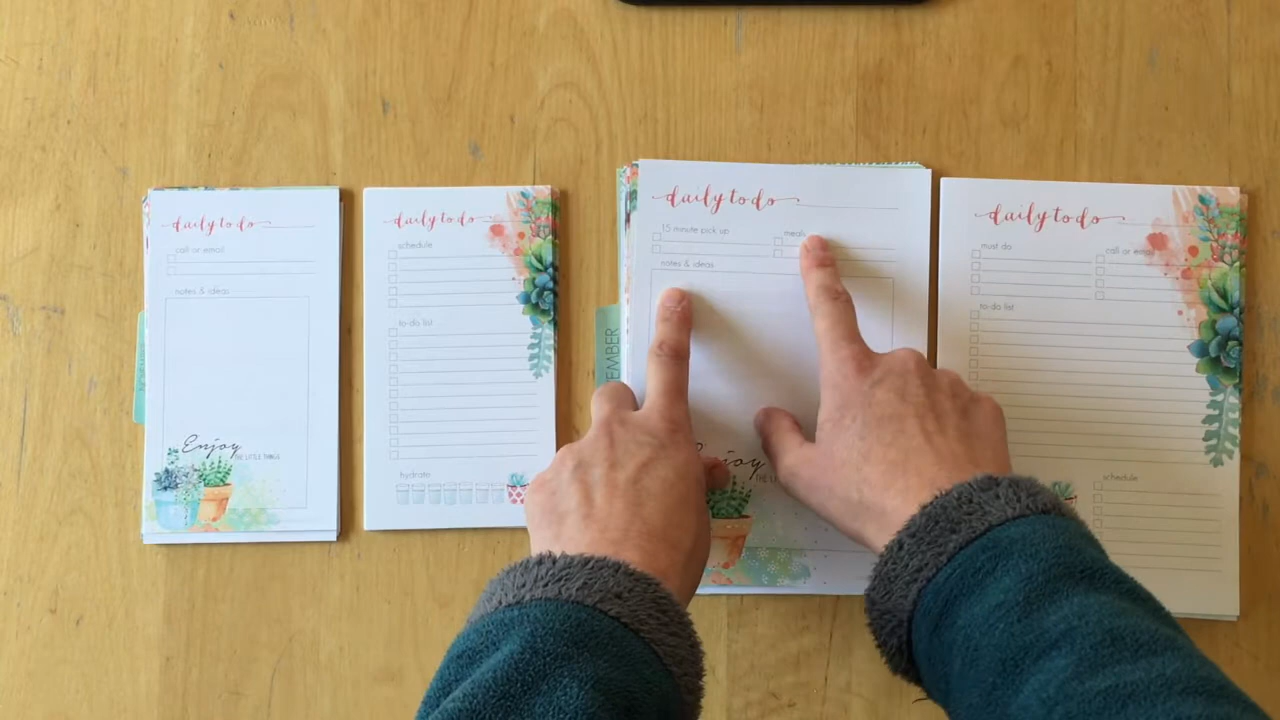 daily to do
call or email
notes & ideas
Enjoy
THE LITTLE THINGS
daily to do
schedule
to-do list
hydrate
daily to do
15 minute pick up
meals
notes & ideas
EMBER
daily to do
must do
call or email
to-do list
schedule